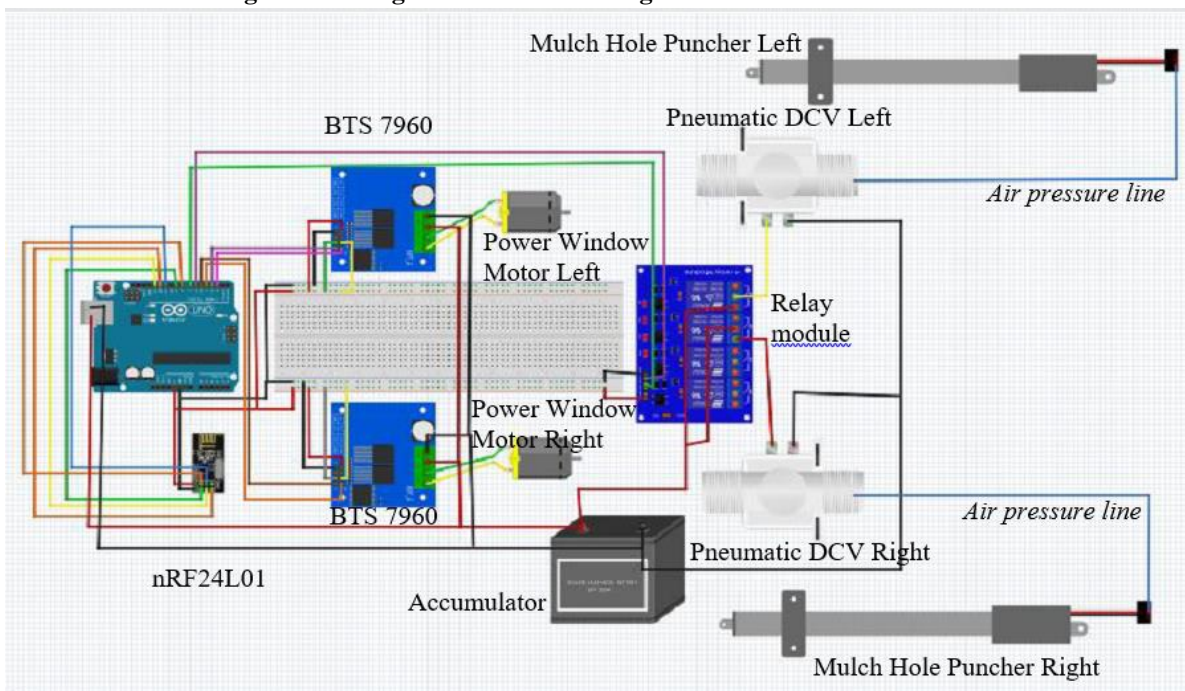 Mulch Hole Puncher Left
BTS 7960
Pneumatic DCV Left
Air pressure line
Power Window
Motor Left
UNO
Relay
module
Power Window
Motor Right
BTS 7960
Air pressure line
Pneumatic DCV Right
nRF24L01
Accumulator
Mulch Hole Puncher Right